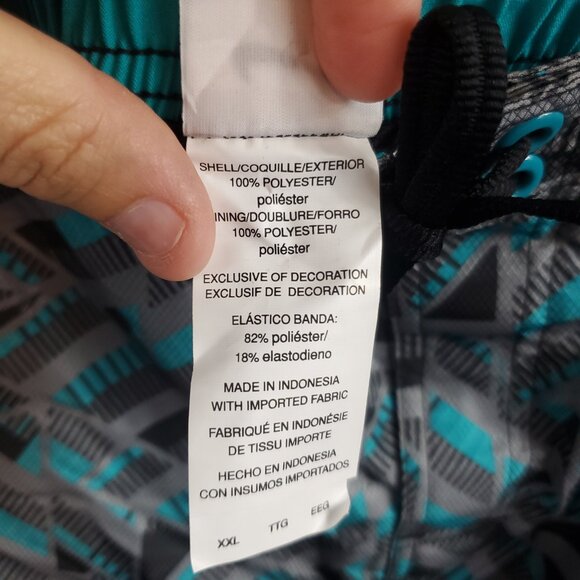 SHELL/COQUILLE/EXTERIOR
100% POLYESTER/
poliéster
INING/DOUBLURE/FORRO
100% POLYESTER/
poliéster
EXCLUSIVE OF DECORATION
EXCLUSIF DE DECORATION
ELÁSTICO BANDA:
82% poliéster/
18% elastodieno
MADE IN INDONESIA
WITH IMPORTED FABRIC
FABRIQUÉ EN INDONÉSIE
DE TISSU IMPORTE
HECHO EN INDONESIA
CON INSUMOS IMPORTADOS
XXL TTG EEG